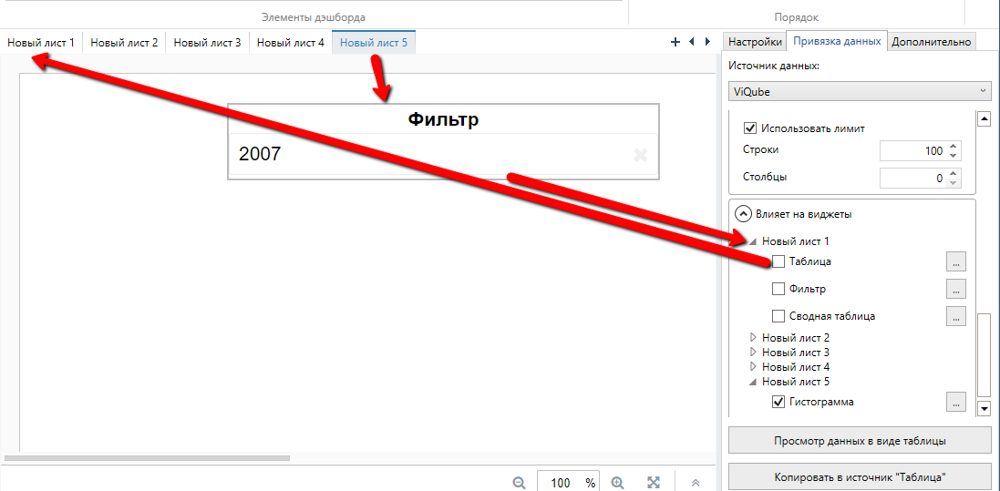 Элементы дэшборда
Порядок
Новый лист 1
Новый лист 2
Новый лист 3
Новый лист 4
Новый лист 5
Настройки
Привязка данных
Дополнительно
Источник данных:
ViQube
Фильтр
2007
Использовать лимит
Строки
100
Столбцы
0
Влияет на виджеты
Новый лист 1
Таблица
...
Фильтр
...
Сводная таблица
...
Новый лист 2
Новый лист 3
Новый лист 4
Новый лист 5
Гистограмма
...
Просмотр данных в виде таблицы
Копировать в источник "Таблица"
100 %